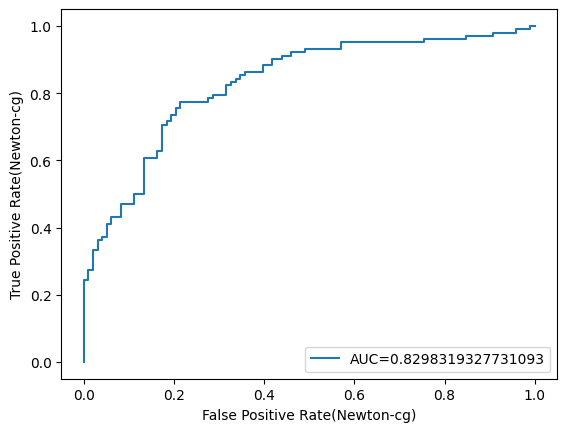 1.0
0.8
0.6
0.4
0.2
0.0
True Positive Rate(Newton-cg)
AUC=0.8298319327731093
0.0 0.2 0.4 0.6 0.8 1.0
False Positive Rate(Newton-cg)